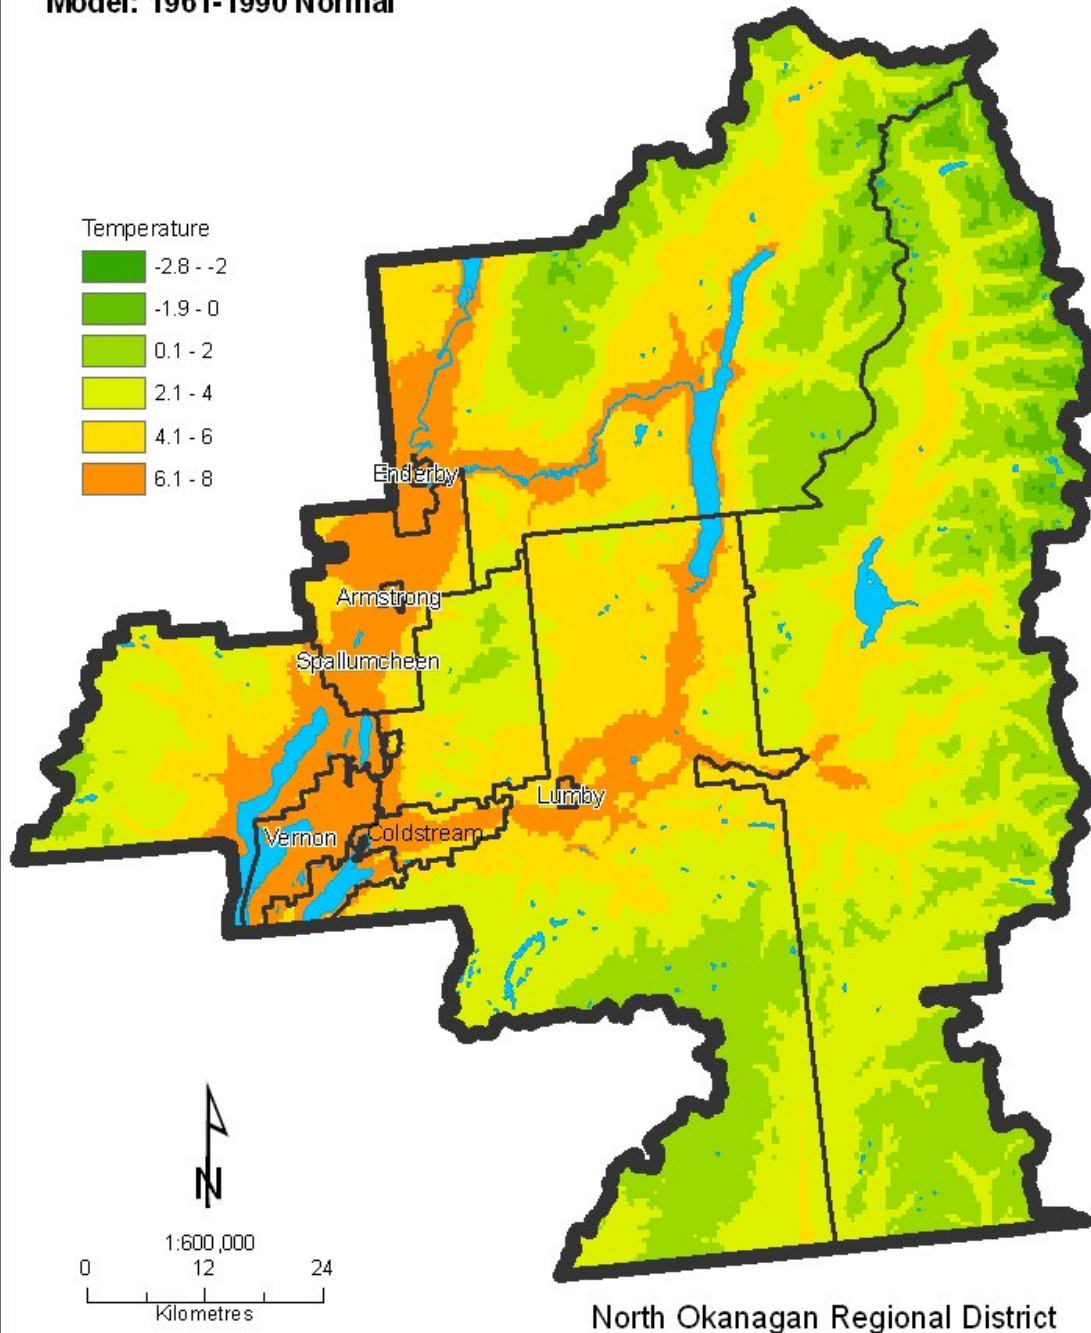 Model: 1961-1990 Normal
Temperature
-2.8 - -2
-1.9 - 0
0.1 - 2
2.1 - 4
4.1 - 6
6.1 - 8
Enderby
Armstrong
Spallumcheen
Lumby
Vernon
Coldstream
N
1:600,000
0 12 24
Kilometres
North Okanagan Regional District